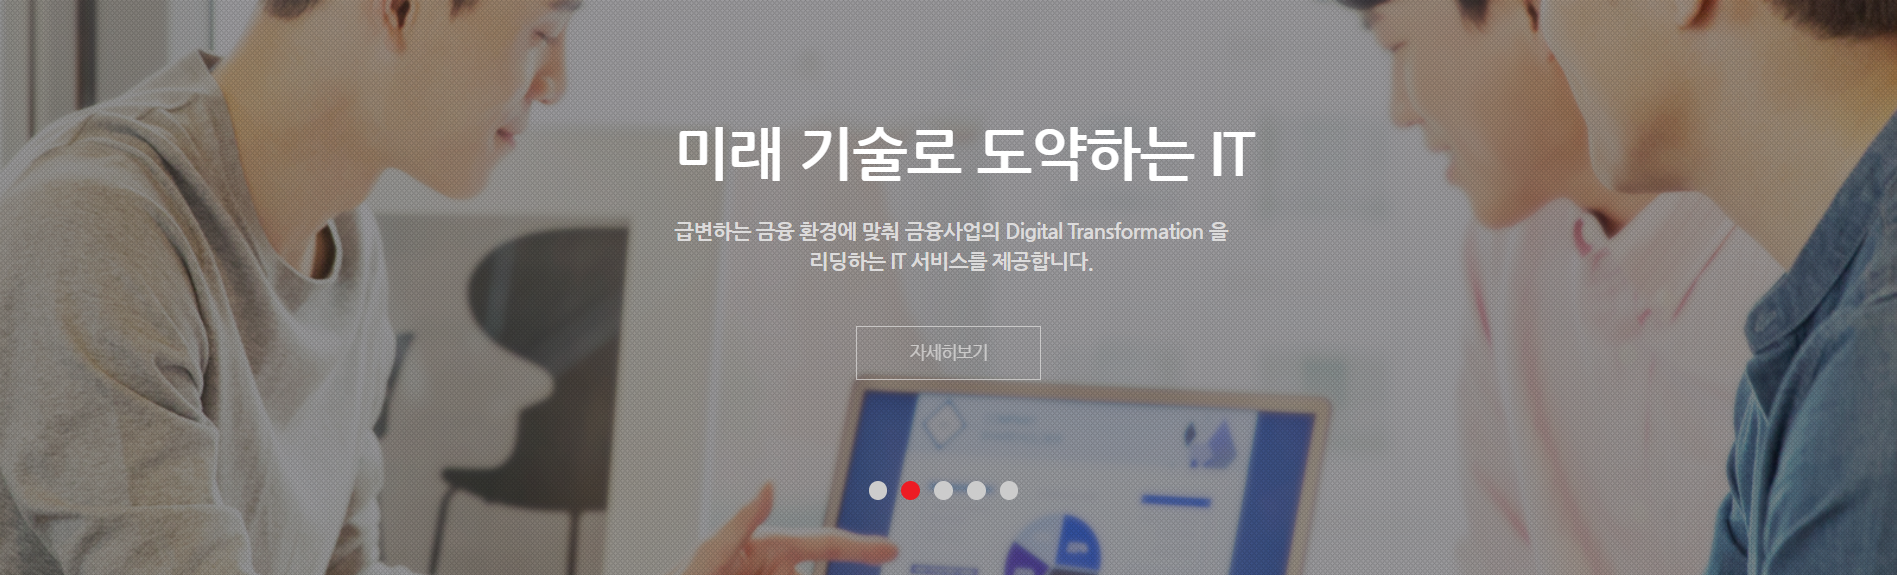 미래 기술로 도약하는 IT
급변하는 금융 환경에 맞춰 금융사업의 Digital Transformation 을
리딩하는 IT 서비스를 제공합니다.
자세히보기